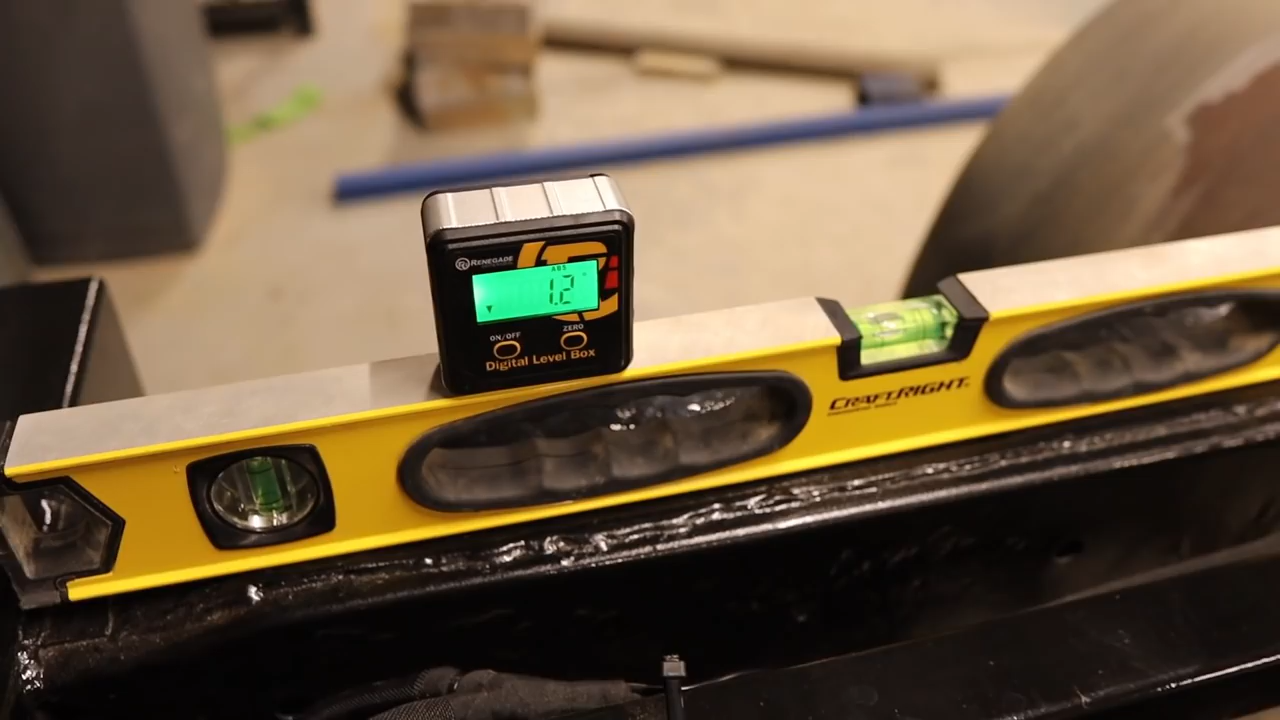 RENEGADE
ABS
1.2°
ON/OFF
ZERO
Digital Level Box
CRAFTRIGHT